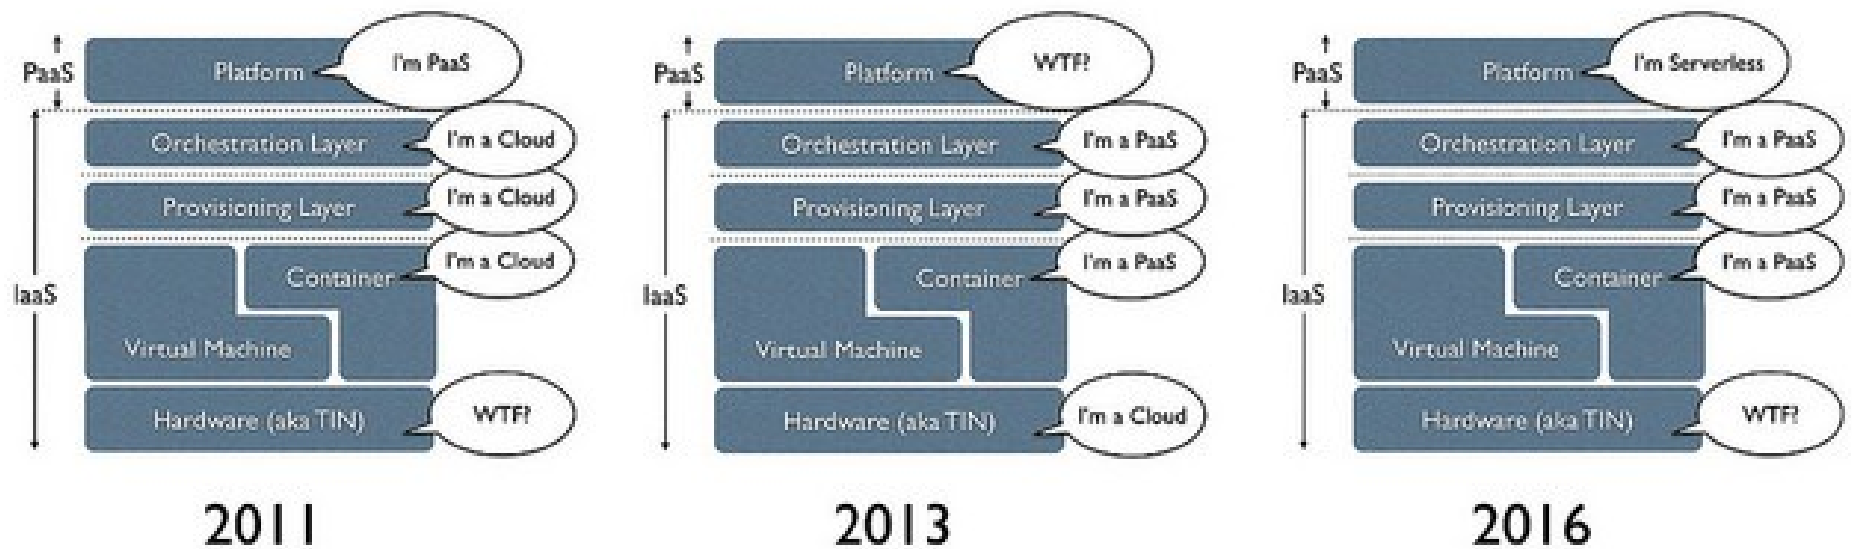 PaaS
Platform
I'm PaaS
Orchestration Layer
I'm a Cloud
Provisioning Layer
I'm a Cloud
IaaS
Container
I'm a Cloud
Virtual Machine
Hardware (aka TIN)
WTF?
2011
PaaS
Platform
WTF?
Orchestration Layer
I'm a PaaS
Provisioning Layer
I'm a PaaS
IaaS
Container
I'm a PaaS
Virtual Machine
Hardware (aka TIN)
I'm a Cloud
2013
PaaS
Platform
I'm Serverless
Orchestration Layer
I'm a PaaS
Provisioning Layer
I'm a PaaS
IaaS
Container
I'm a PaaS
Virtual Machine
Hardware (aka TIN)
WTF?
2016